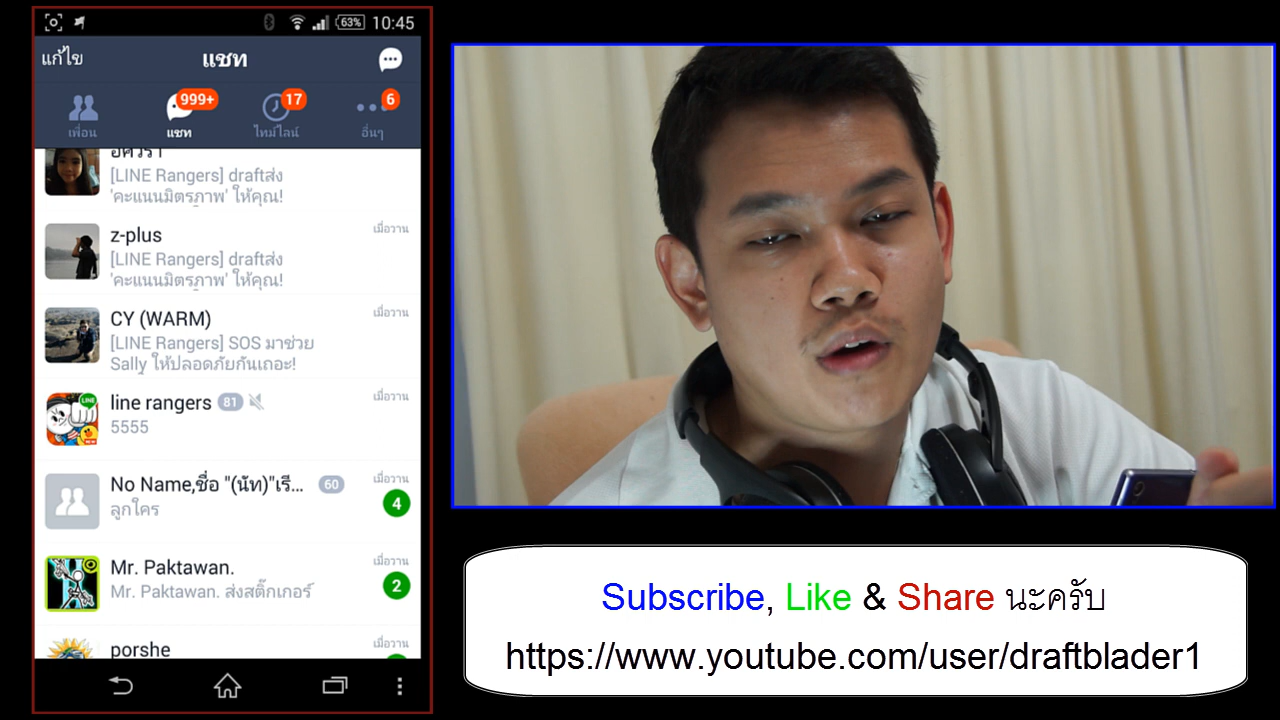 63% 10:45
แก้ไข แชท
999+ 17 6
เพื่อน แชท ไทม์ไลน์ อื่นๆ
[LINE Rangers] draftส่ง
'คะแนนมิตรภาพ' ให้คุณ!
z-plus เมื่อวาน
[LINE Rangers] draftส่ง
'คะแนนมิตรภาพ' ให้คุณ!
CY (WARM) เมื่อวาน
[LINE Rangers] SOS มาช่วย
Sally ให้ปลอดภัยกันเถอะ!
line rangers 81 เมื่อวาน
5555
No Name,ชื่อ "(นัท)"เรี... 60 เมื่อวาน
ลูกใคร 4
Mr. Paktawan. เมื่อวาน
Mr. Paktawan. ส่งสติ๊กเกอร์ 2
porshe เมื่อวาน
Subscribe, Like & Share นะครับ
https://www.youtube.com/user/draftblader1